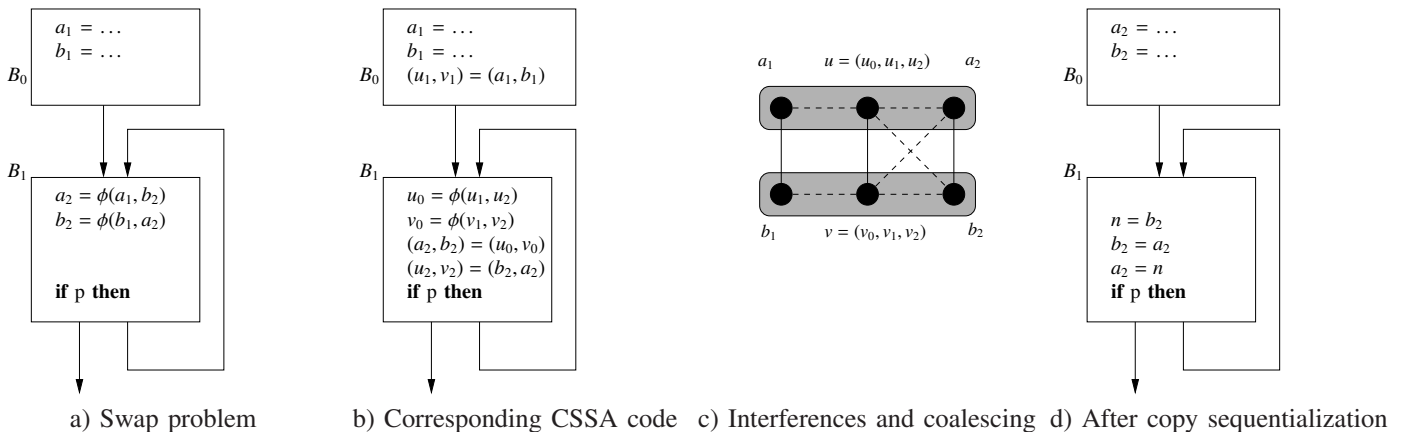 a₁ = …
b₁ = …
B₀
B₁
a₂ = ϕ(a₁, b₂)
b₂ = ϕ(b₁, a₂)
if p then
a) Swap problem
a₁ = …
b₁ = …
(u₁, v₁) = (a₁, b₁)
B₀
B₁
u₀ = ϕ(u₁, u₂)
v₀ = ϕ(v₁, v₂)
(a₂, b₂) = (u₀, v₀)
(u₂, v₂) = (b₂, a₂)
if p then
b) Corresponding CSSA code
a₁ u = (u₀, u₁, u₂) a₂
b₁ v = (v₀, v₁, v₂) b₂
c) Interferences and coalescing
a₂ = …
b₂ = …
B₀
B₁
n = b₂
b₂ = a₂
a₂ = n
if p then
d) After copy sequentialization